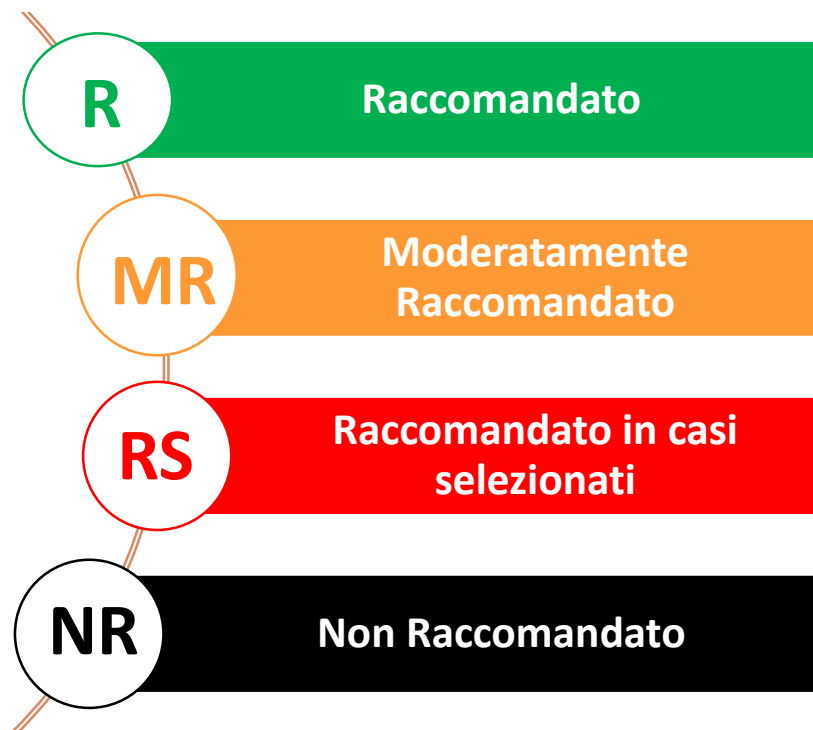 R
Raccomandato
MR
Moderatamente
Raccomandato
RS
Raccomandato in casi
selezionati
NR
Non Raccomandato